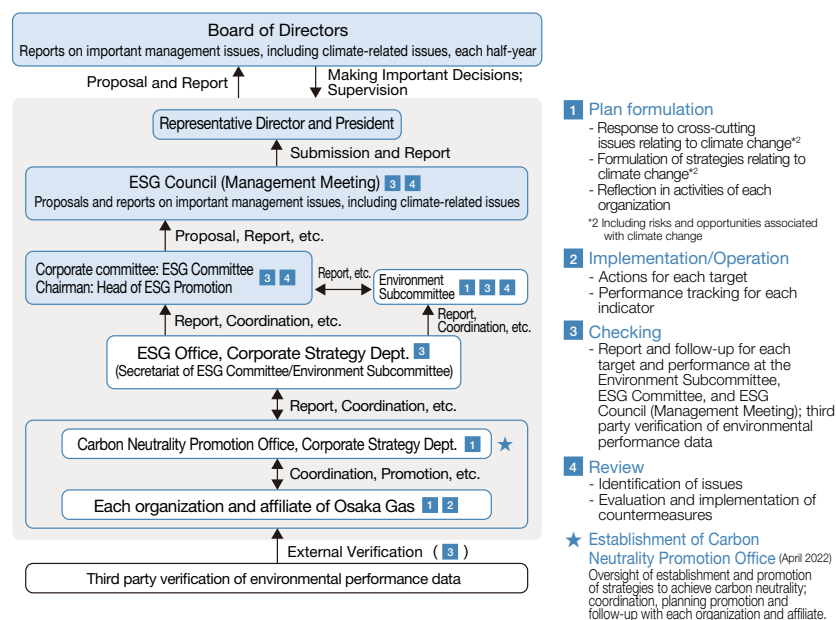 Board of Directors
Reports on important management issues, including climate-related issues, each half-year
Proposal and Report
Making Important Decisions;
Supervision
Representative Director and President
Submission and Report
ESG Council (Management Meeting) 3 4
Proposals and reports on important management issues, including climate-related issues
Proposal, Report, etc.
Corporate committee: ESG Committee
Chairman: Head of ESG Promotion
3 4
Report, etc.
Environment
Subcommittee
1 3 4
Report, Coordination, etc.
Report,
Coordination, etc.
ESG Office, Corporate Strategy Dept. 3
(Secretariat of ESG Committee/Environment Subcommittee)
Report, Coordination, etc.
Carbon Neutrality Promotion Office, Corporate Strategy Dept. 1 ★
Coordination, Promotion, etc.
Each organization and affiliate of Osaka Gas 1 2
External Verification ( 3 )
Third party verification of environmental performance data
1 Plan formulation
- Response to cross-cutting
issues relating to climate change*2
- Formulation of strategies relating to
climate change*2
- Reflection in activities of each
organization
*2 Including risks and opportunities associated
with climate change
2 Implementation/Operation
- Actions for each target
- Performance tracking for each
indicator
3 Checking
- Report and follow-up for each
target and performance at the
Environment Subcommittee,
ESG Committee, and ESG
Council (Management Meeting); third
party verification of environmental
performance data
4 Review
- Identification of issues
- Evaluation and implementation of
countermeasures
★ Establishment of Carbon
Neutrality Promotion Office (April 2022)
Oversight of establishment and promotion
of strategies to achieve carbon neutrality;
coordination, planning promotion and
follow-up with each organization and affiliate.